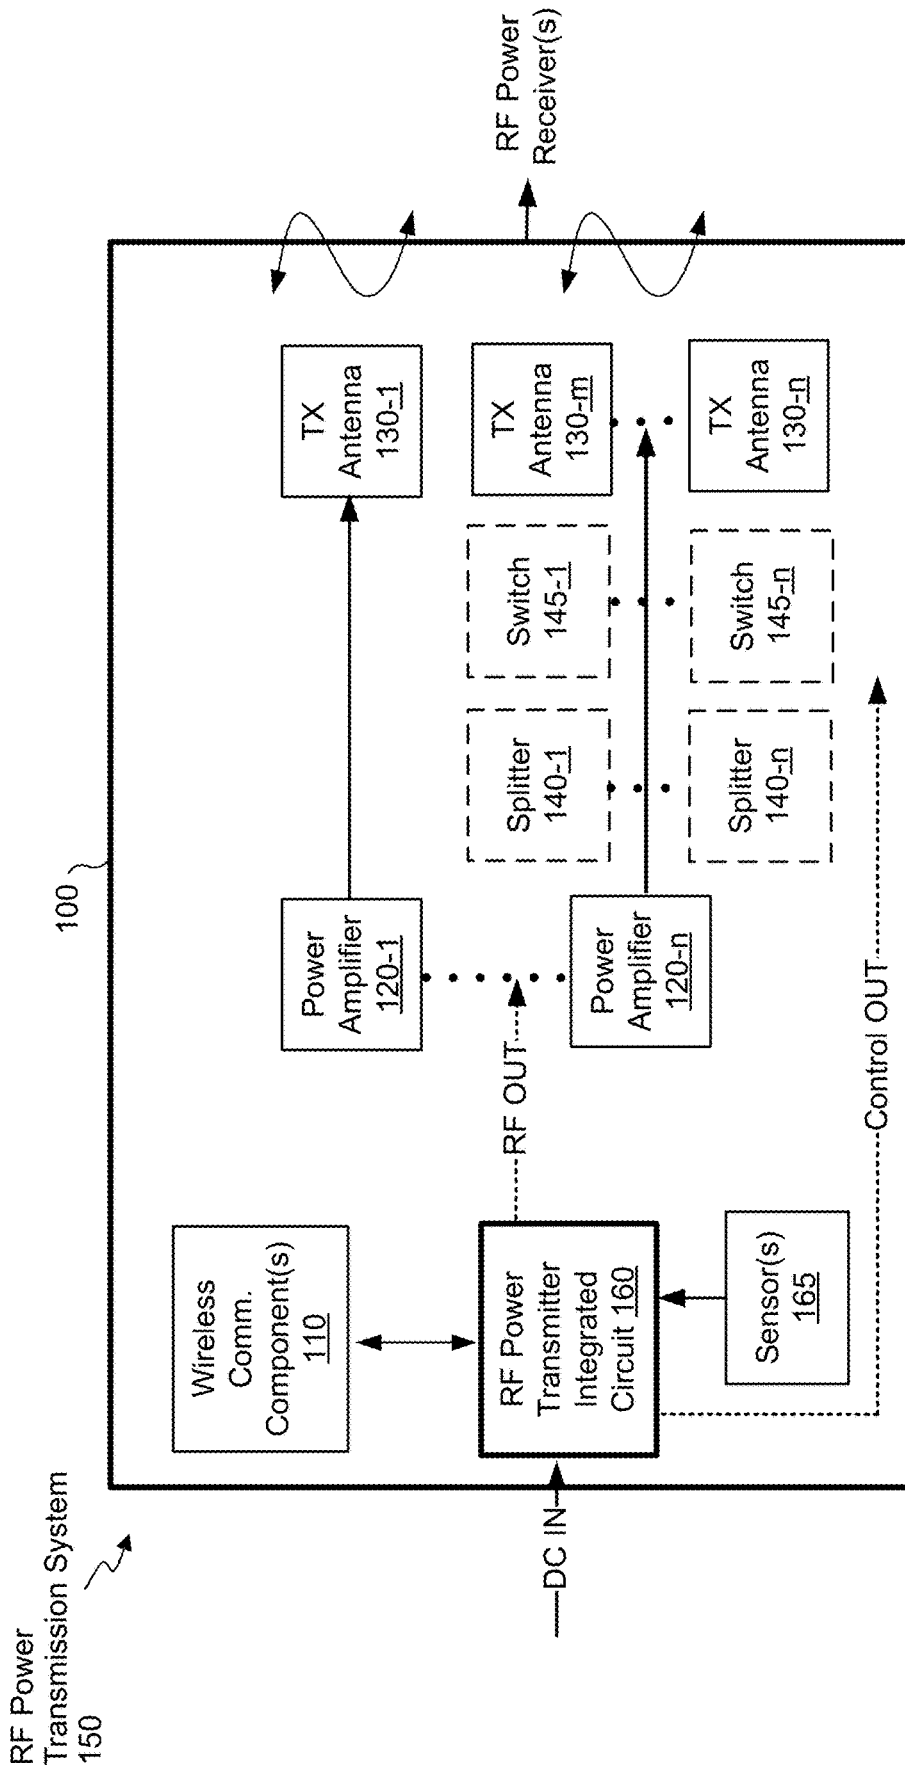 RF Power
Transmission System
150
100
DC IN
Wireless
Comm.
Component(s)
110
RF Power
Transmitter
Integrated
Circuit 160
Sensor(s)
165
RF OUT
Control OUT
Power
Amplifier
120-1
Power
Amplifier
120-n
Splitter
140-1
Splitter
140-n
Switch
145-1
Switch
145-n
TX
Antenna
130-1
TX
Antenna
130-m
TX
Antenna
130-n
RF Power
Receiver(s)